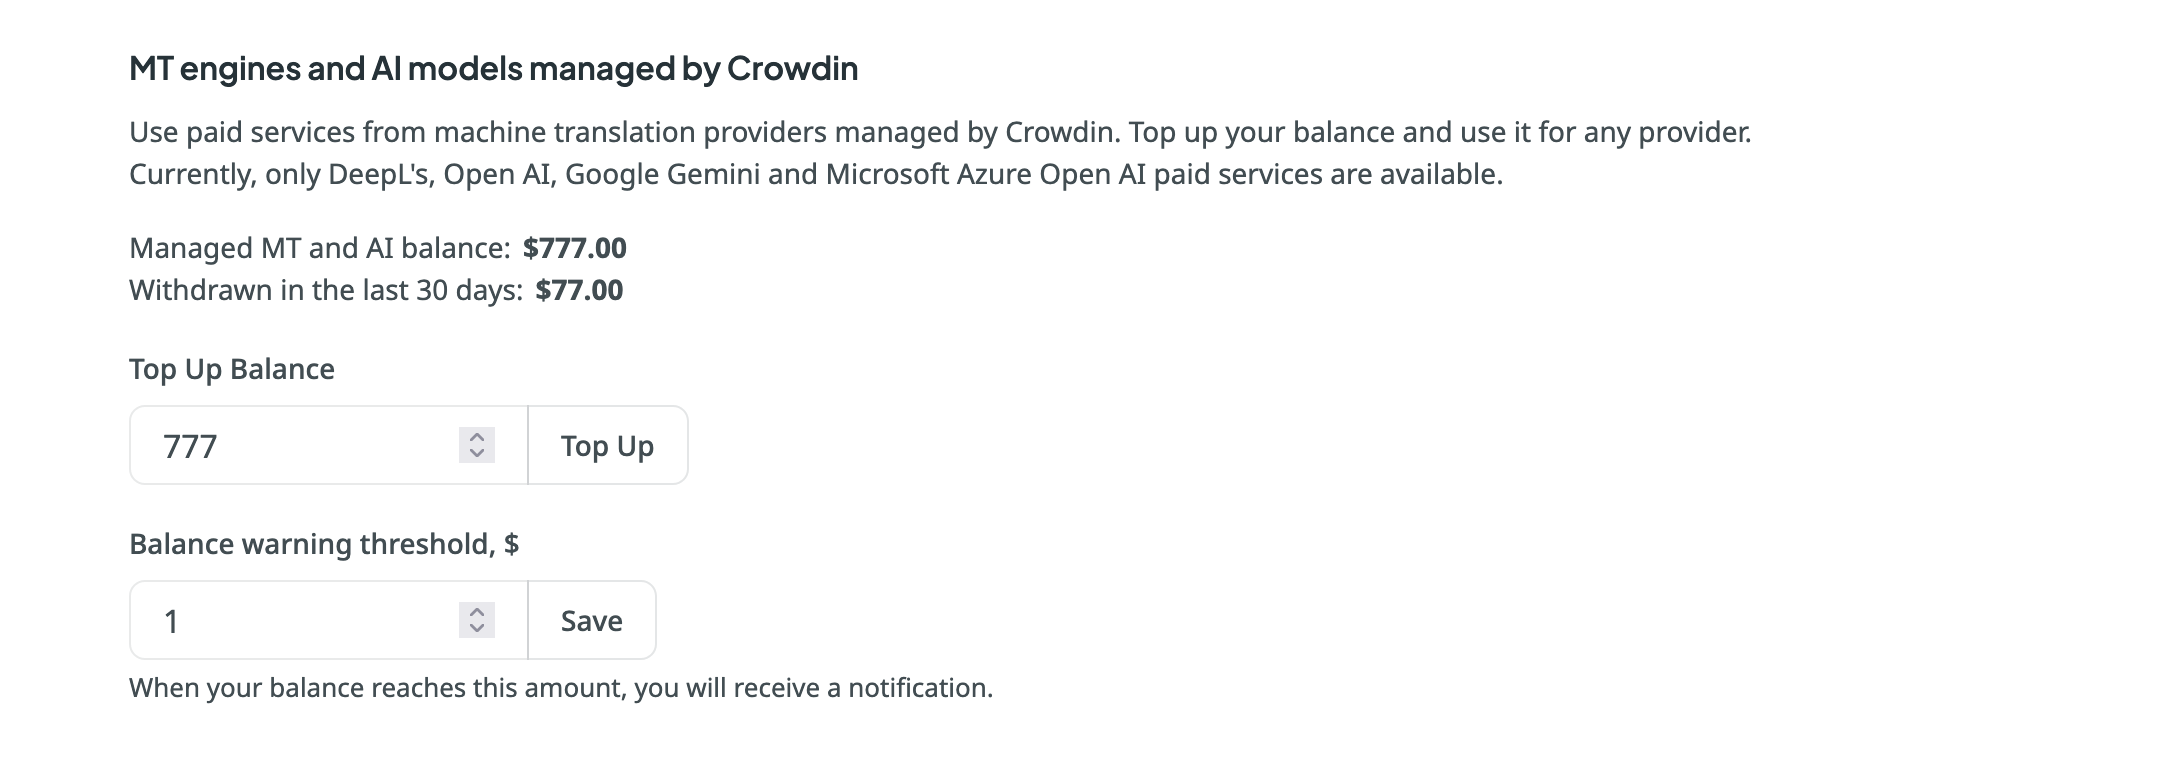 MT engines and AI models managed by Crowdin
Use paid services from machine translation providers managed by Crowdin. Top up your balance and use it for any provider.
Currently, only DeepL's, Open AI, Google Gemini and Microsoft Azure Open AI paid services are available.
Managed MT and AI balance: $777.00
Withdrawn in the last 30 days: $77.00
Top Up Balance
777 Top Up
Balance warning threshold, $
1 Save
When your balance reaches this amount, you will receive a notification.